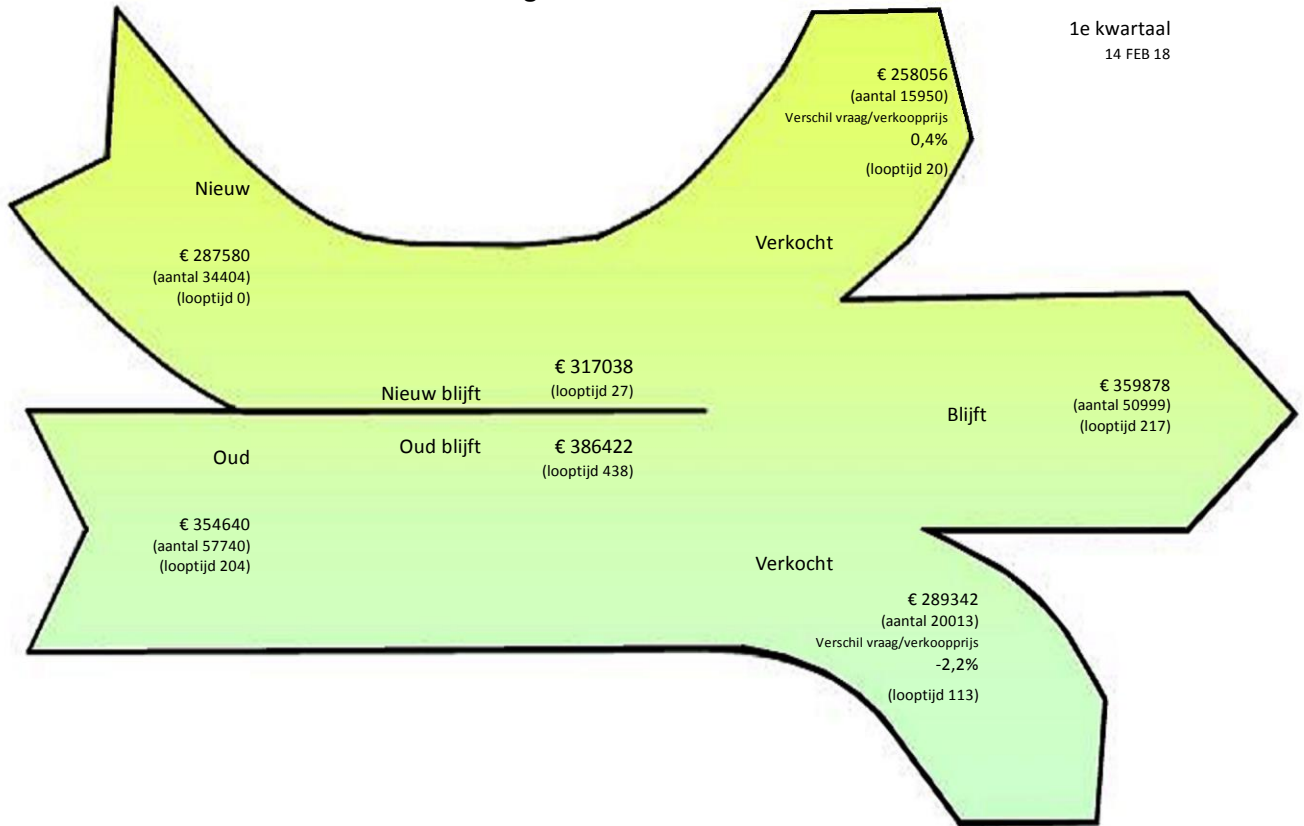 1e kwartaal
14 FEB 18
€ 258056
(aantal 15950)
Verschil vraag/verkoopprijs
0,4%
(looptijd 20)
Nieuw
Verkocht
€ 287580
(aantal 34404)
(looptijd 0)
€ 317038
Nieuw blijft
(looptijd 27)
€ 359878
(aantal 50999)
(looptijd 217)
Blijft
Oud blijft
€ 386422
(looptijd 438)
Oud
€ 354640
(aantal 57740)
(looptijd 204)
Verkocht
€ 289342
(aantal 20013)
Verschil vraag/verkoopprijs
-2,2%
(looptijd 113)